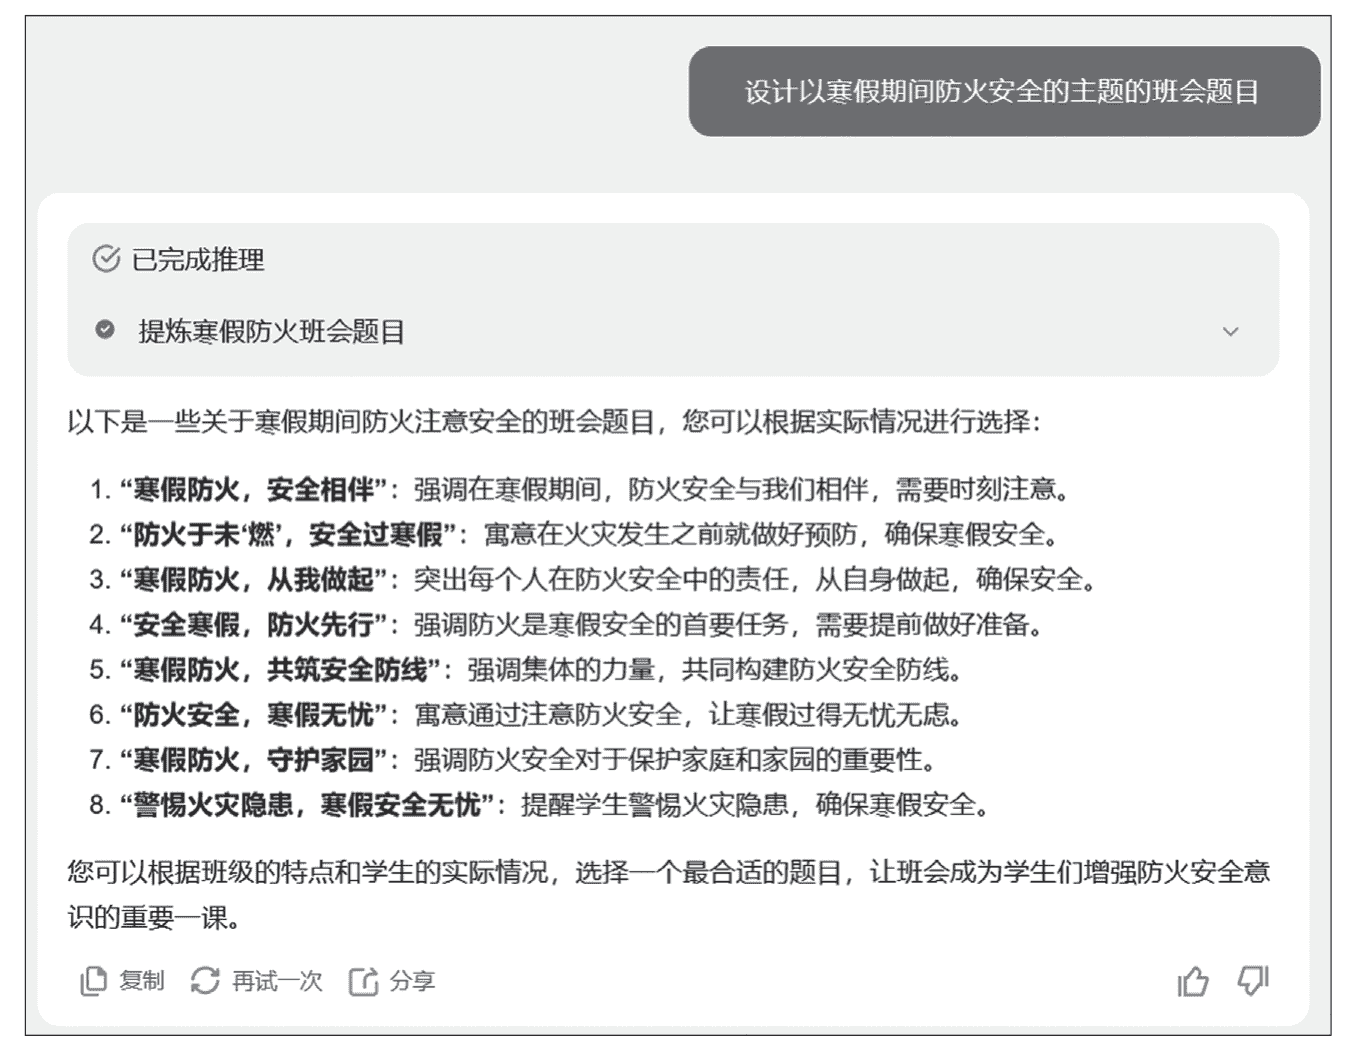 设计以寒假期间防火安全的主题的班会题目
已完成推理
提炼寒假防火班会题目
以下是一些关于寒假期间防火注意安全的班会题目，您可以根据实际情况进行选择：
1. “寒假防火，安全相伴”：强调在寒假期间，防火安全与我们相伴，需要时刻注意。
2. “防火于未‘燃’，安全过寒假”：寓意在火灾发生之前就做好预防，确保寒假安全。
3. “寒假防火，从我做起”：突出每个人在防火安全中的责任，从自身做起，确保安全。
4. “安全寒假，防火先行”：强调防火是寒假安全的首要任务，需要提前做好准备。
5. “寒假防火，共筑安全防线”：强调集体的力量，共同构建防火安全防线。
6. “防火安全，寒假无忧”：寓意通过注意防火安全，让寒假过得无忧无虑。
7. “寒假防火，守护家园”：强调防火安全对于保护家庭和家园的重要性。
8. “警惕火灾隐患，寒假安全无忧”：提醒学生警惕火灾隐患，确保寒假安全。
您可以根据班级的特点和学生的实际情况，选择一个最合适的题目，让班会成为学生们增强防火安全意
识的重要一课。
复制 再试一次 分享